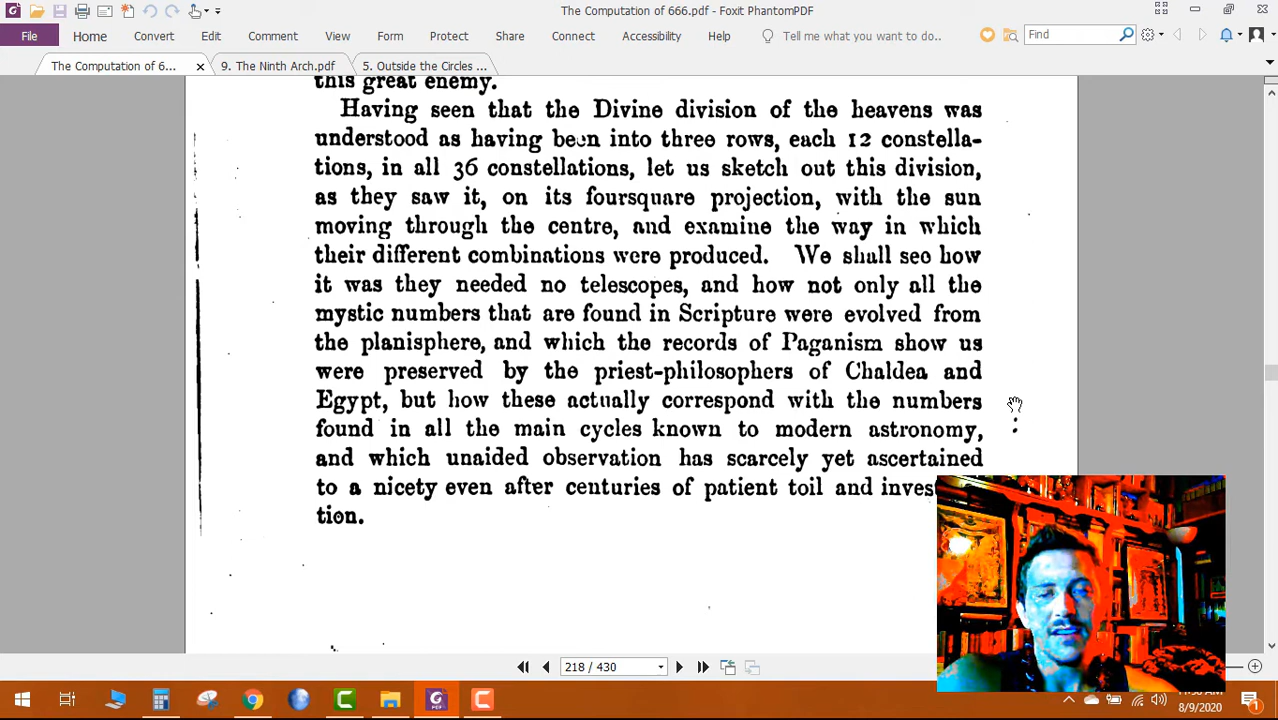 The Computation of 666.pdf - Foxit PhantomPDF
File Home Convert Edit Comment View Form Protect Share Connect Accessibility Help Tell me what you want to do.. Find
The Computation of 6... 9. The Ninth Arch.pdf 5. Outside the Circles ...
this great enemy.
Having seen that the Divine division of the heavens was
understood as having been into three rows, each 12 constella-
tions, in all 36 constellations, let us sketch out this division,
as they saw it, on its foursquare projection, with the sun
moving through the centre, and examine the way in which
their different combinations were produced. We shall see how
it was they needed no telescopes, and how not only all the
mystic numbers that are found in Scripture were evolved from
the planisphere, and which the records of Paganism show us
were preserved by the priest-philosophers of Chaldea and
Egypt, but how these actually correspond with the numbers
found in all the main cycles known to modern astronomy,
and which unaided observation has scarcely yet ascertained
to a nicety even after centuries of patient toil and inves
tion.
218 / 430
8/9/2020